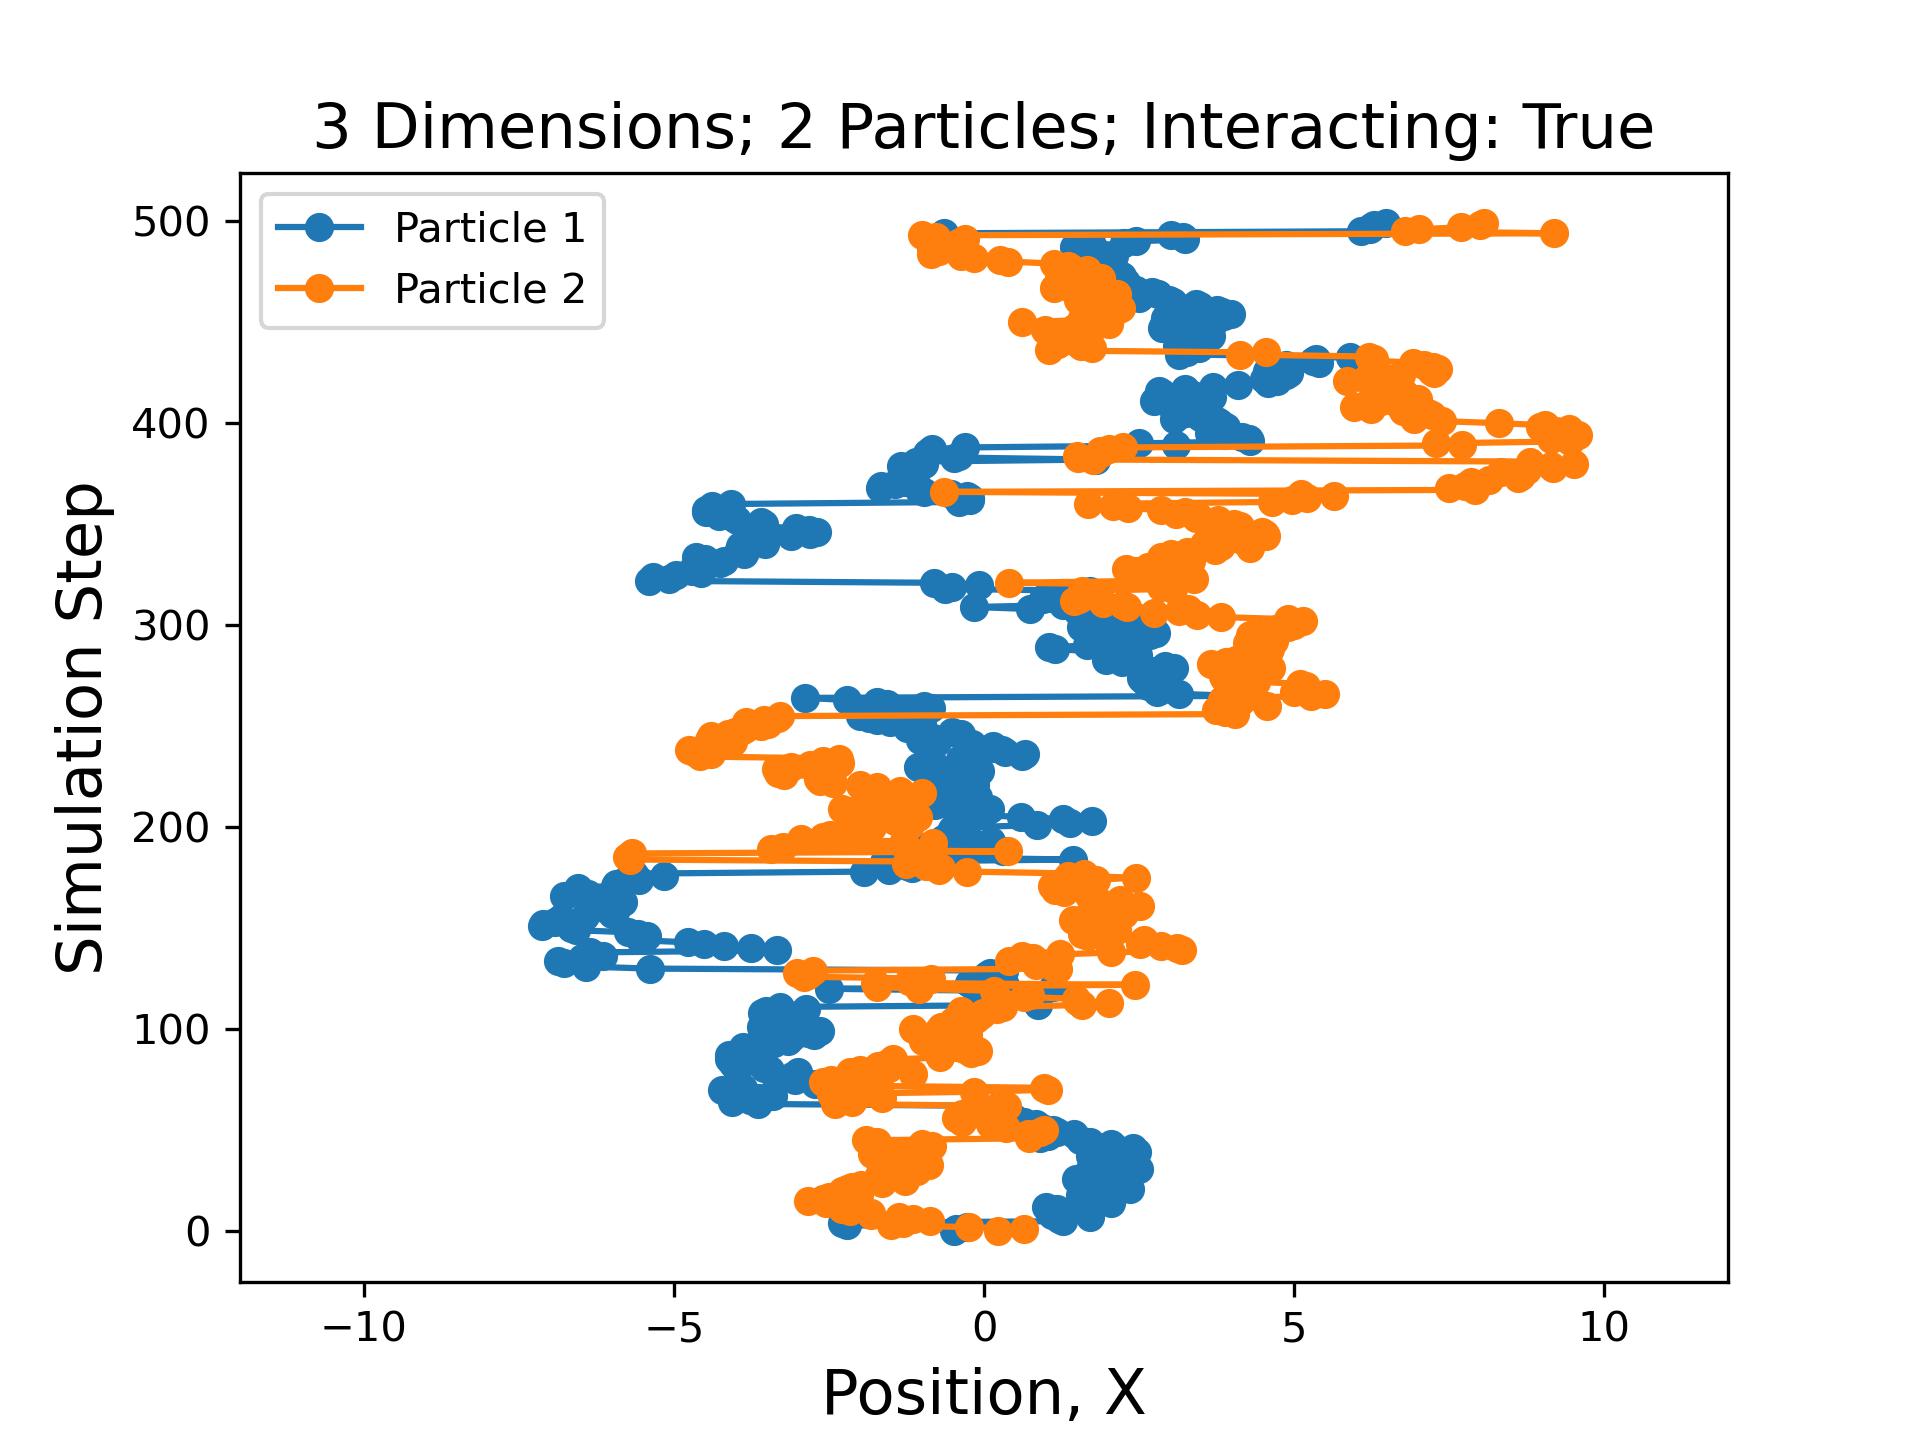 3 Dimensions; 2 Particles; Interacting: True
Particle 1
Particle 2
500
400
300
200
100
0
Simulation Step
−10
−5
0
5
10
Position, X